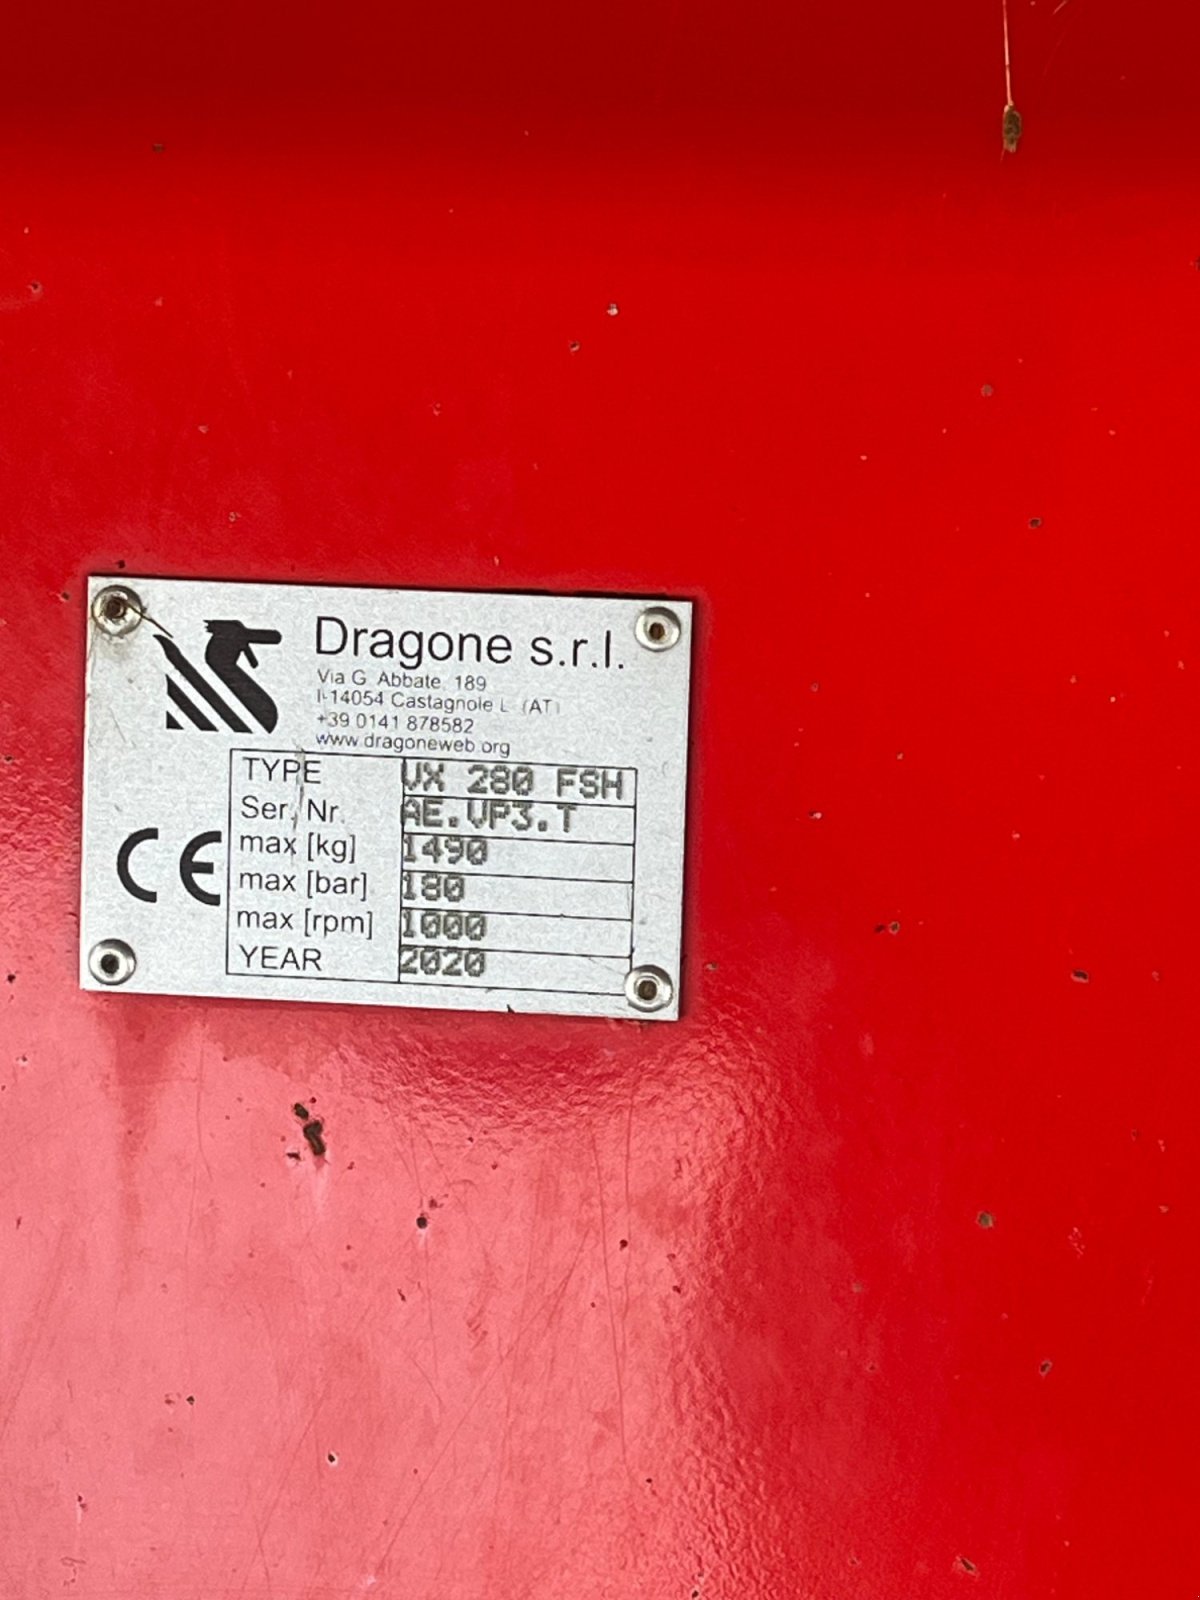 Dragone s.r.l.
Via G. Abbate, 189
I-14054 Castagnole L. (AT)
+39 0141 878582
www.dragoneweb.org
TYPE VX 280 FSH
Ser. Nr. AE.VP3.T
max [kg] 1490
max [bar] 180
max [rpm] 1000
YEAR 2020
CE